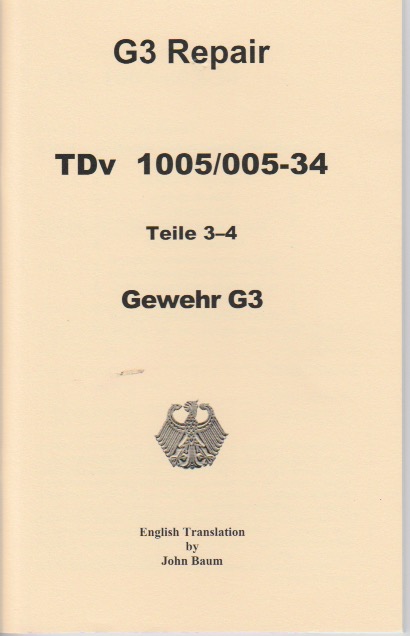 G3 Repair
TDv 1005/005-34
Teile 3–4
Gewehr G3
English Translation
by
John Baum